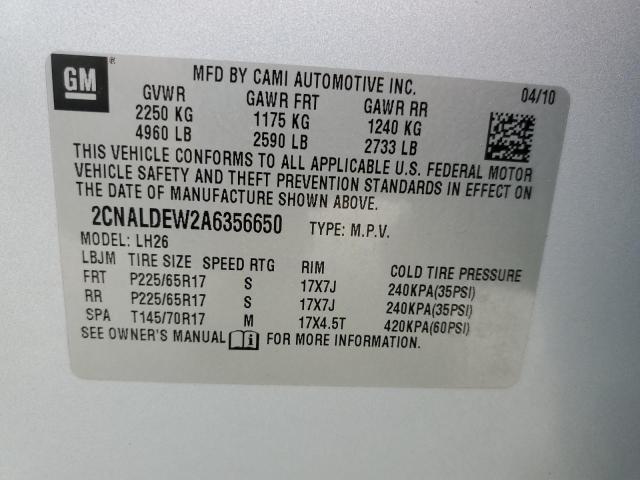 GM
®
MFD BY CAMI AUTOMOTIVE INC.
04/10
GVWR GAWR FRT GAWR RR
2250 KG 1175 KG 1240 KG
4960 LB 2590 LB 2733 LB
THIS VEHICLE CONFORMS TO ALL APPLICABLE U.S. FEDERAL MOTOR
VEHICLE SAFETY AND THEFT PREVENTION STANDARDS IN EFFECT ON
THE DATE OF MANUFACTURE SHOWN ABOVE.
2CNALDEW2A6356650 TYPE: M.P.V.
MODEL: LH26
LBJM TIRE SIZE SPEED RTG RIM COLD TIRE PRESSURE
FRT P225/65R17 S 17X7J 240KPA(35PSI)
RR P225/65R17 S 17X7J 240KPA(35PSI)
SPA T145/70R17 M 17X4.5T 420KPA(60PSI)
SEE OWNER'S MANUAL FOR MORE INFORMATION.